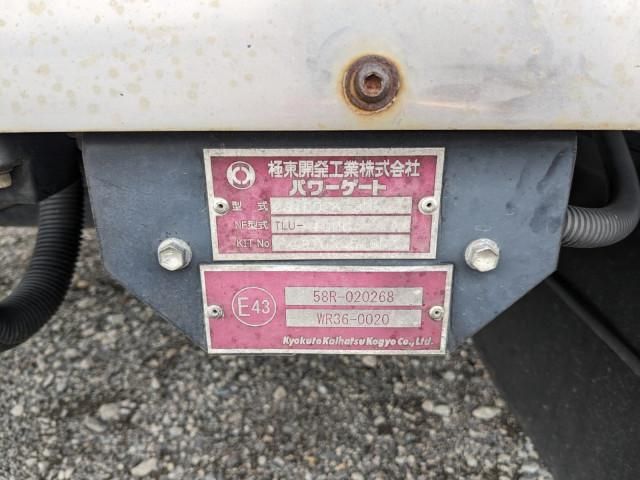 極東開発工業株式会社
パワーゲート
型 式
NF型式 TLU-
KIT No
E43
58R-020268
WR36-0020
Kyokuto Kaihatsu Kogyo Co., Ltd.